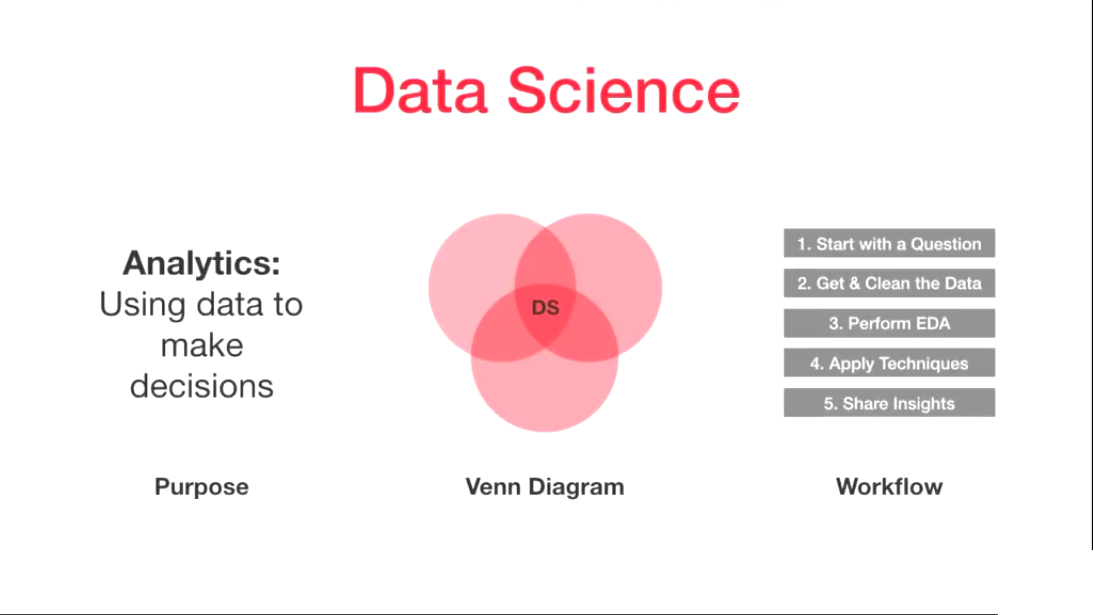 Data Science
Analytics:
Using data to
make
decisions
Purpose
DS
Venn Diagram
1. Start with a Question
2. Get & Clean the Data
3. Perform EDA
4. Apply Techniques
5. Share Insights
Workflow